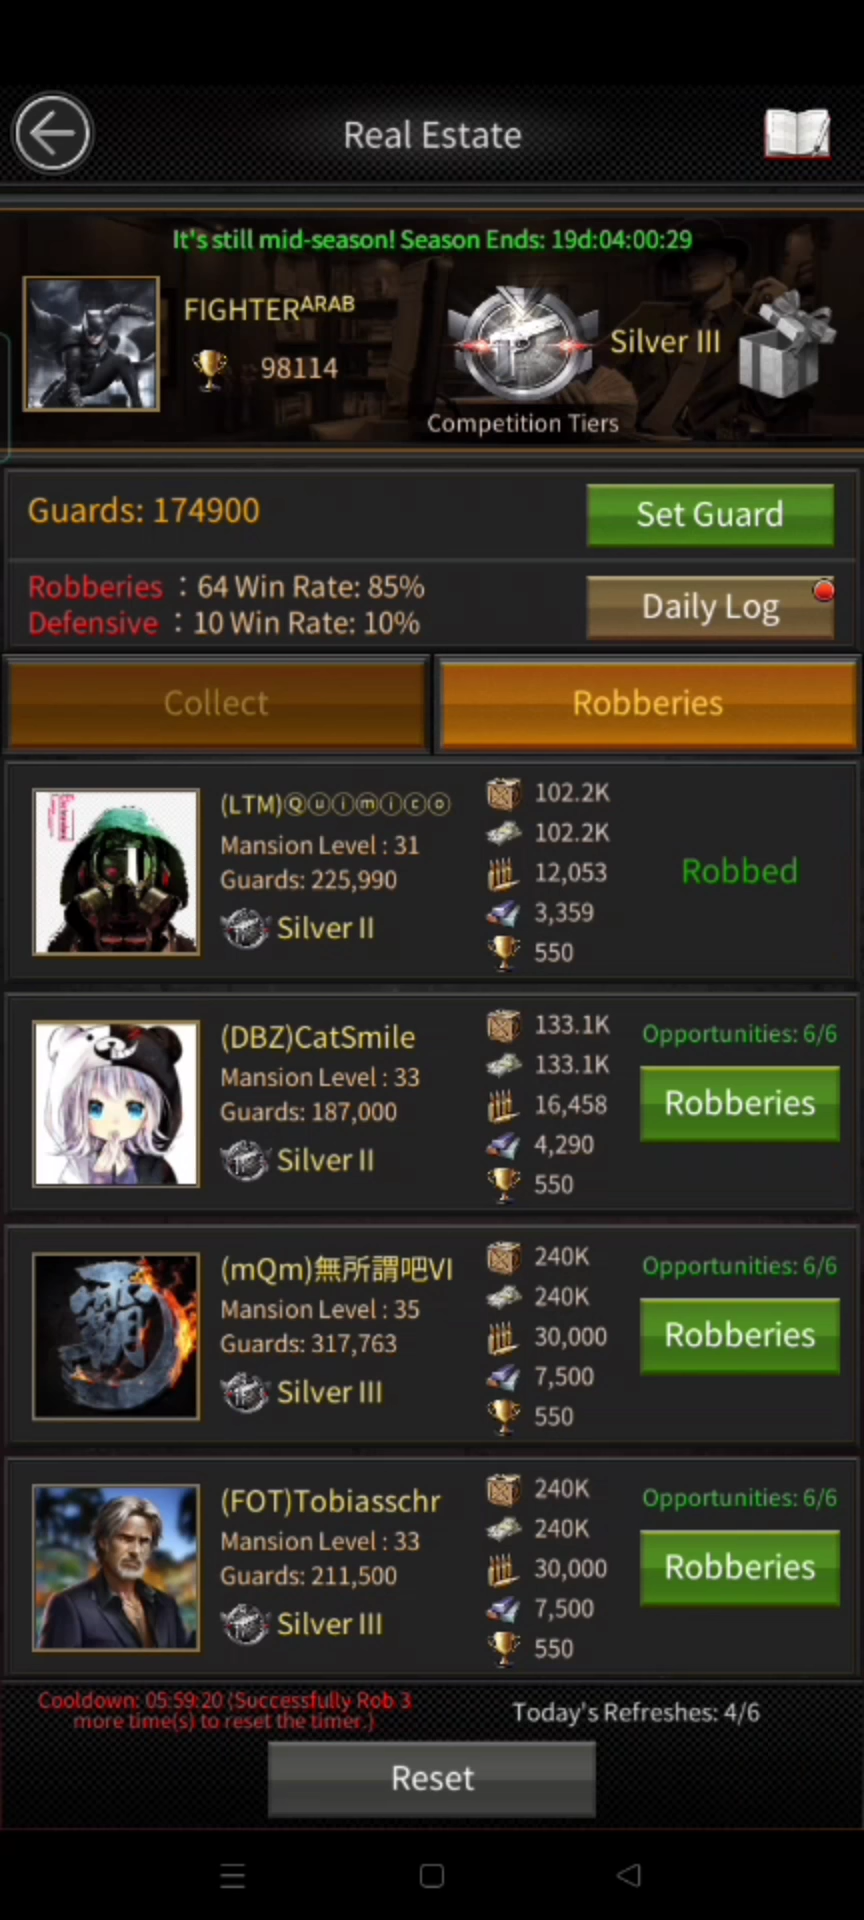 Real Estate
It's still mid-season! Season Ends: 19d:04:00:29
FIGHTERᴬᴿᴬᴮ
98114
Silver III
Competition Tiers
Guards: 174900
Set Guard
Robberies : 64 Win Rate: 85%
Defensive : 10 Win Rate: 10%
Daily Log
Collect
Robberies
(LTM)Ⓠⓤⓘⓜⓘⓒⓞ
Mansion Level : 31
Guards: 225,990
Silver II
102.2K
102.2K
12,053
3,359
550
Robbed
(DBZ)CatSmile
Mansion Level : 33
Guards: 187,000
Silver II
133.1K
133.1K
16,458
4,290
550
Opportunities: 6/6
Robberies
(mQm)無所謂吧VI
Mansion Level : 35
Guards: 317,763
Silver III
240K
240K
30,000
7,500
550
Opportunities: 6/6
Robberies
(FOT)Tobiasschr
Mansion Level : 33
Guards: 211,500
Silver III
240K
240K
30,000
7,500
550
Opportunities: 6/6
Robberies
Cooldown: 05:59:20 (Successfully Rob 3
more time(s) to reset the timer.)
Today's Refreshes: 4/6
Reset